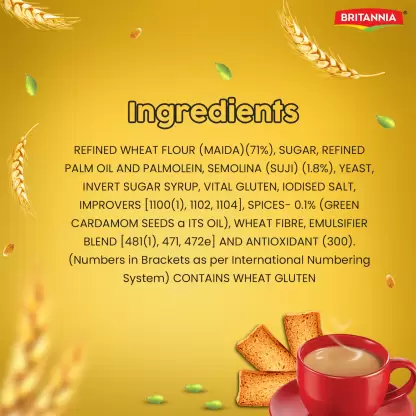 BRITANNIA
Ingredients
REFINED WHEAT FLOUR (MAIDA)(71%), SUGAR, REFINED
PALM OIL AND PALMOLEIN, SEMOLINA (SUJI) (1.8%), YEAST,
INVERT SUGAR SYRUP, VITAL GLUTEN, IODISED SALT,
IMPROVERS [1100(1), 1102, 1104], SPICES- 0.1% (GREEN
CARDAMOM SEEDS a ITS OIL), WHEAT FIBRE, EMULSIFIER
BLEND [481(1), 471, 472e] AND ANTIOXIDANT (300).
(Numbers in Brackets as per International Numbering
System) CONTAINS WHEAT GLUTEN